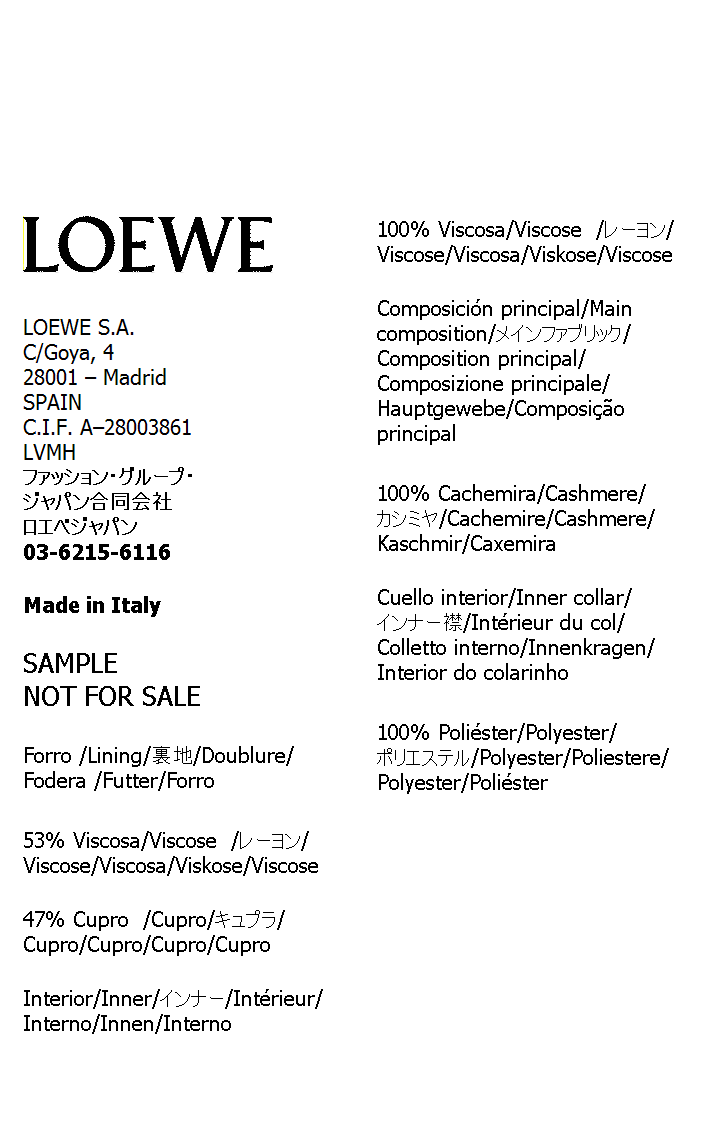 LOEWE
LOEWE S.A.
C/Goya, 4
28001 – Madrid
SPAIN
C.I.F. A–28003861
LVMH
ファッション・グループ・
ジャパン合同会社
ロエベジャパン
03-6215-6116
Made in Italy
SAMPLE
NOT FOR SALE
Forro /Lining/裏地/Doublure/
Fodera /Futter/Forro
53% Viscosa/Viscose /レーヨン/
Viscose/Viscosa/Viskose/Viscose
47% Cupro /Cupro/キュプラ/
Cupro/Cupro/Cupro/Cupro
Interior/Inner/インナー/Intérieur/
Interno/Innen/Interno
100% Viscosa/Viscose /レーヨン/
Viscose/Viscosa/Viskose/Viscose
Composición principal/Main
composition/メインファブリック/
Composition principal/
Composizione principale/
Hauptgewebe/Composição
principal
100% Cachemira/Cashmere/
カシミヤ/Cachemire/Cashmere/
Kaschmir/Caxemira
Cuello interior/Inner collar/
インナー襟/Intérieur du col/
Colletto interno/Innenkragen/
Interior do colarinho
100% Poliéster/Polyester/
ポリエステル/Polyester/Poliestere/
Polyester/Poliéster